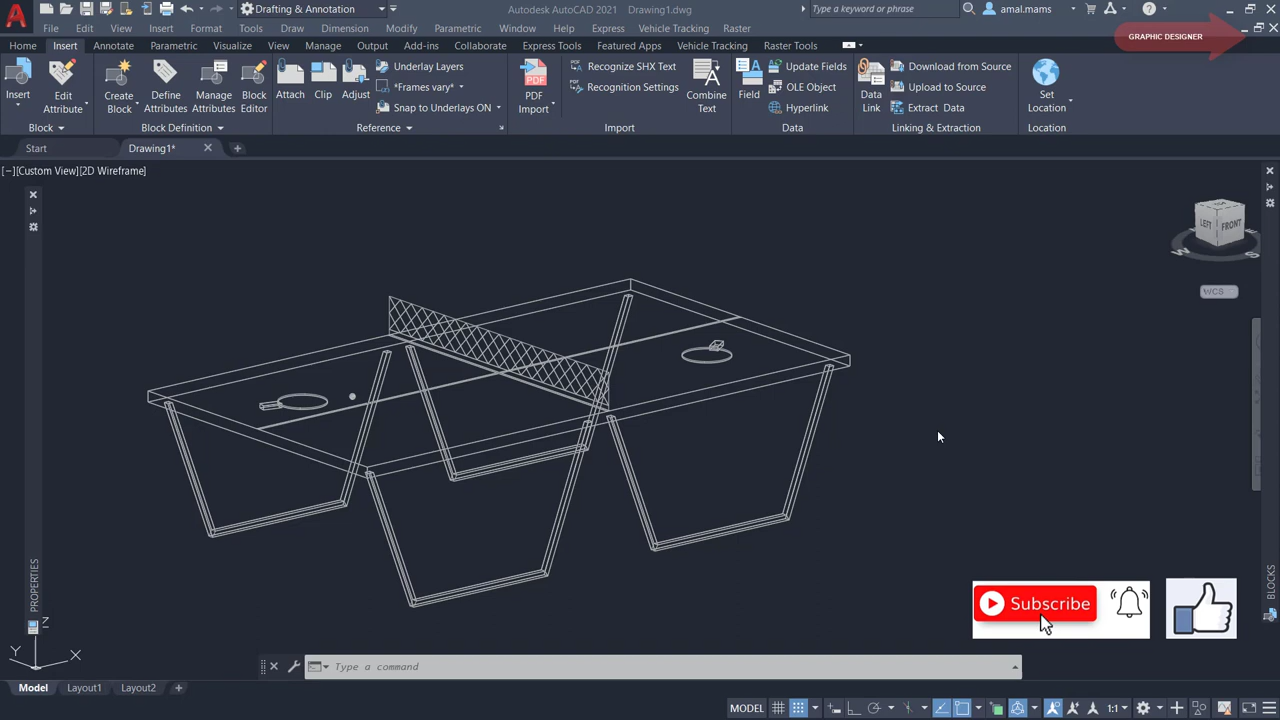 Drafting & Annotation
Autodesk AutoCAD 2021 Drawing1.dwg
Type a keyword or phrase
amal.mams
GRAPHIC DESIGNER
File Edit View Insert Format Tools Draw Dimension Modify Parametric Window Help Express Vehicle Tracking Raster
Home Insert Annotate Parametric Visualize View Manage Output Add-ins Collaborate Express Tools Featured Apps Vehicle Tracking Raster Tools
Insert
Edit
Attribute
Create
Block
Define
Attributes
Manage
Attributes
Block
Editor
Attach
Clip
Adjust
Underlay Layers
*Frames vary*
Snap to Underlays ON
PDF
Import
Recognize SHX Text
Recognition Settings
Combine
Text
Field
Update Fields
OLE Object
Hyperlink
Data
Link
Download from Source
Upload to Source
Extract Data
Set
Location
Block
Block Definition
Reference
Import
Data
Linking & Extraction
Location
Start
Drawing1*
[−][Custom View][2D Wireframe]
LEFT
FRONT
W
WCS
PROPERTIES
BLOCKS
Subscribe
Z
Y
X
Type a command
Model
Layout1
Layout2
MODEL
1:1